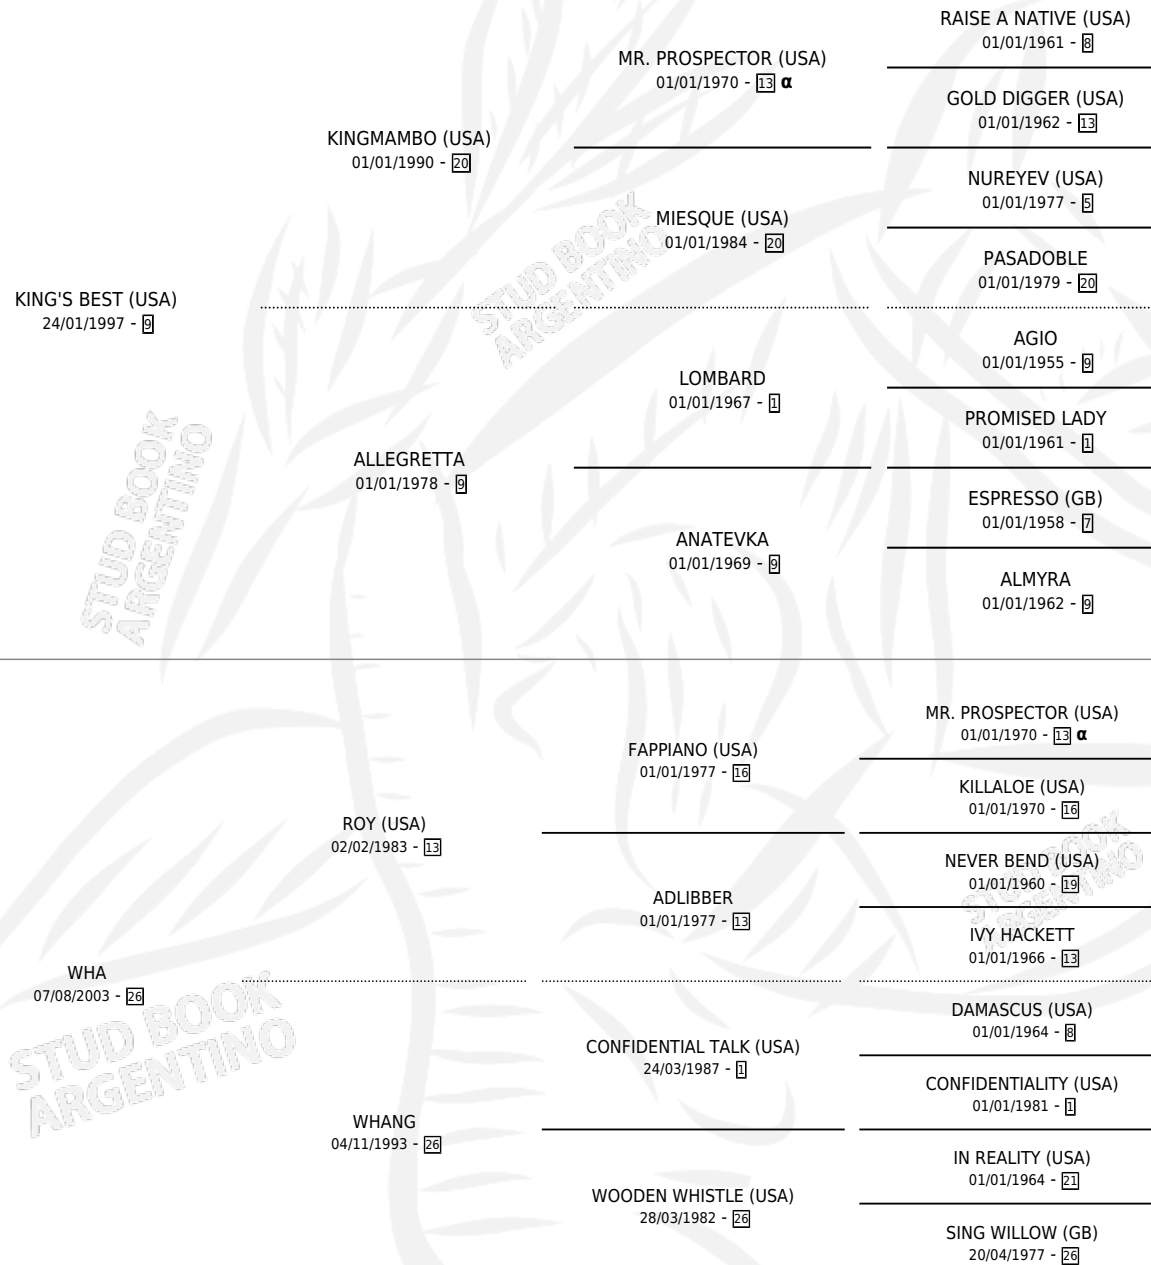 RAISE A NATIVE (USA)
01/01/1961 - 8
MR. PROSPECTOR (USA)
01/01/1970 - 13 α
GOLD DIGGER (USA)
01/01/1962 - 13
KINGMAMBO (USA)
01/01/1990 - 20
NUREYEV (USA)
01/01/1977 - 5
MIESQUE (USA)
01/01/1984 - 20
PASADOBLE
01/01/1979 - 20
KING'S BEST (USA)
24/01/1997 - 9
STUD BOOK
ARGENTINO
AGIO
01/01/1955 - 9
LOMBARD
01/01/1967 - 1
PROMISED LADY
01/01/1961 - 1
ALLEGRETTA
01/01/1978 - 9
ESPRESSO (GB)
01/01/1958 - 7
ANATEVKA
01/01/1969 - 9
ALMYRA
01/01/1962 - 9
STUD BOOK
ARGENTINO
MR. PROSPECTOR (USA)
01/01/1970 - 13 α
FAPPIANO (USA)
01/01/1977 - 16
KILLALOE (USA)
01/01/1970 - 16
ROY (USA)
02/02/1983 - 13
NEVER BEND (USA)
01/01/1960 - 19
ADLIBBER
01/01/1977 - 13
IVY HACKETT
01/01/1966 - 13
STUD BOOK
ARGENTINO
WHA
07/08/2003 - 26
DAMASCUS (USA)
01/01/1964 - 8
CONFIDENTIAL TALK (USA)
24/03/1987 - 1
CONFIDENTIALITY (USA)
01/01/1981 - 1
STUD BOOK
ARGENTINO
WHANG
04/11/1993 - 26
IN REALITY (USA)
01/01/1964 - 21
WOODEN WHISTLE (USA)
28/03/1982 - 26
SING WILLOW (GB)
20/04/1977 - 26